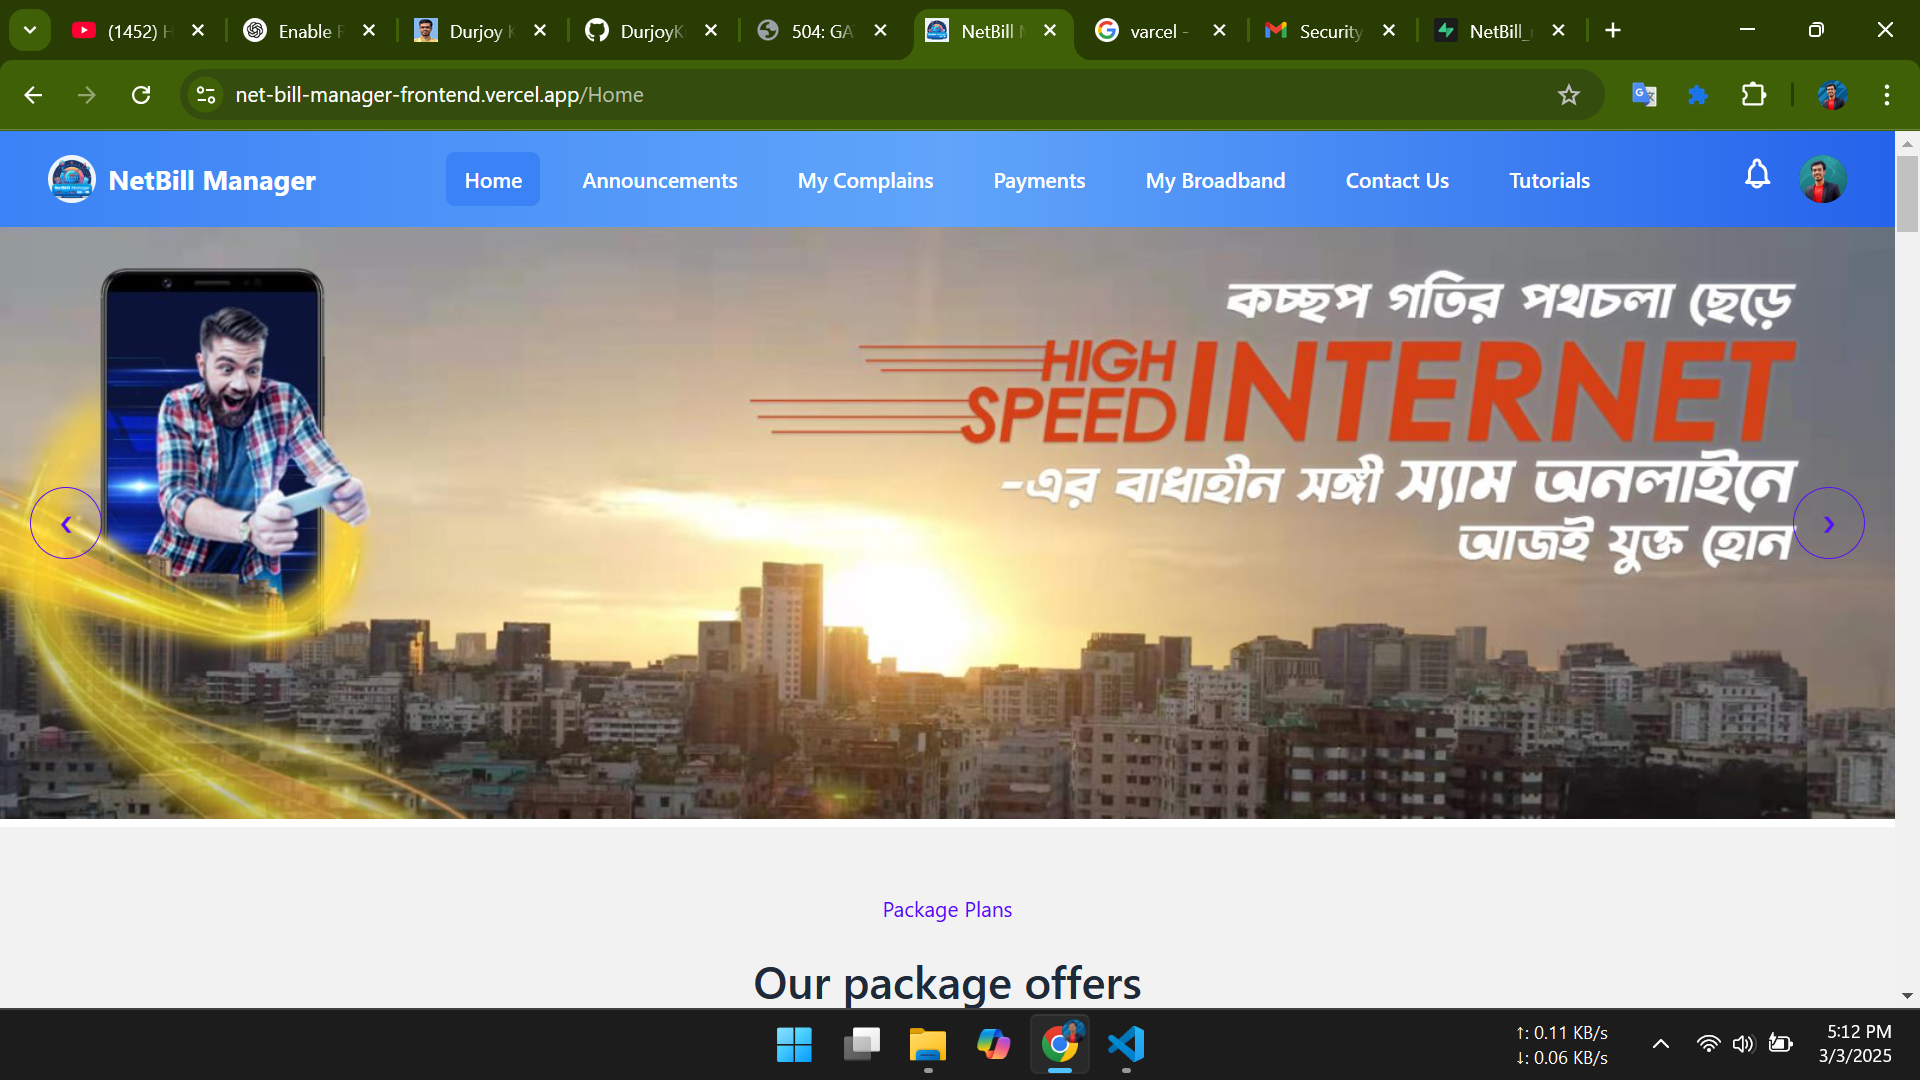 (1452) H
Enable F
Durjoy K
DurjoyK
504: GA
NetBill M
varcel -
Security
NetBill_
net-bill-manager-frontend.vercel.app/Home
NetBill Manager
Home
Announcements
My Complains
Payments
My Broadband
Contact Us
Tutorials
কচ্ছপ গতির পথচলা ছেড়ে
HIGH SPEED INTERNET
-এর বাধাহীন সঙ্গী স্যাম অনলাইনে
আজই যুক্ত হোন
Package Plans
Our package offers
↑: 0.11 KB/s
↓: 0.06 KB/s
5:12 PM
3/3/2025